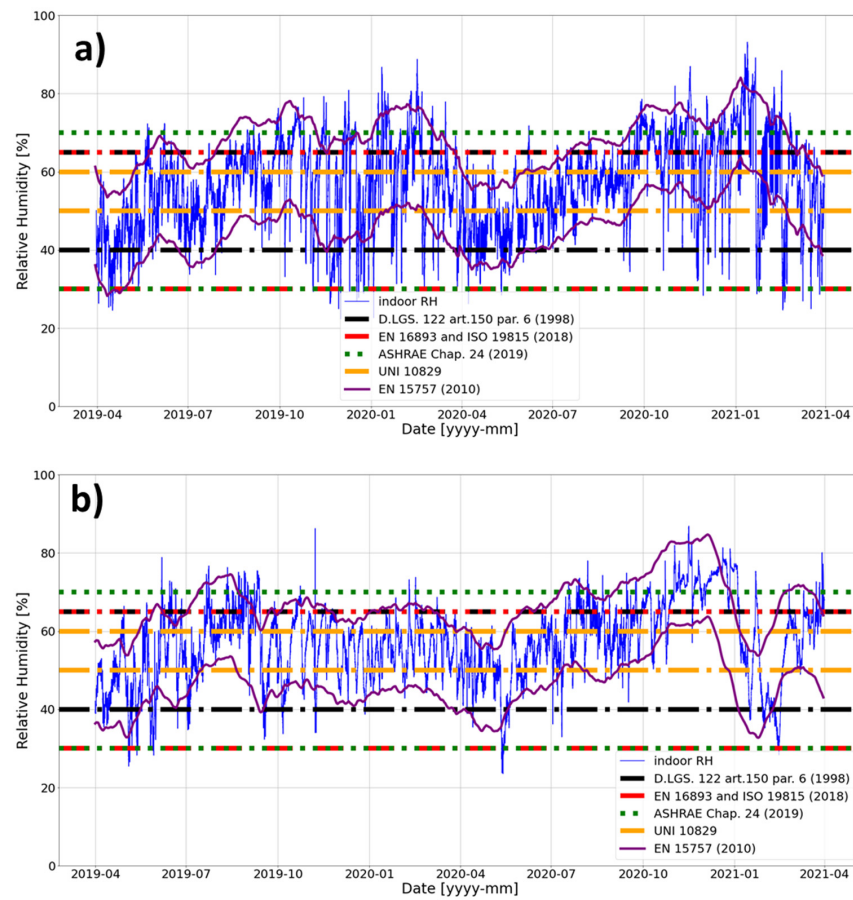 a)
100
80
60
40
20
0
Relative Humidity [%]
indoor RH
D.LGS. 122 art.150 par. 6 (1998)
EN 16893 and ISO 19815 (2018)
ASHRAE Chap. 24 (2019)
UNI 10829
EN 15757 (2010)
2019-04 2019-07 2019-10 2020-01 2020-04 2020-07 2020-10 2021-01 2021-04
Date [yyyy-mm]
b)
100
80
60
40
20
0
Relative Humidity [%]
indoor RH
D.LGS. 122 art.150 par. 6 (1998)
EN 16893 and ISO 19815 (2018)
ASHRAE Chap. 24 (2019)
UNI 10829
EN 15757 (2010)
2019-04 2019-07 2019-10 2020-01 2020-04 2020-07 2020-10 2021-01 2021-04
Date [yyyy-mm]